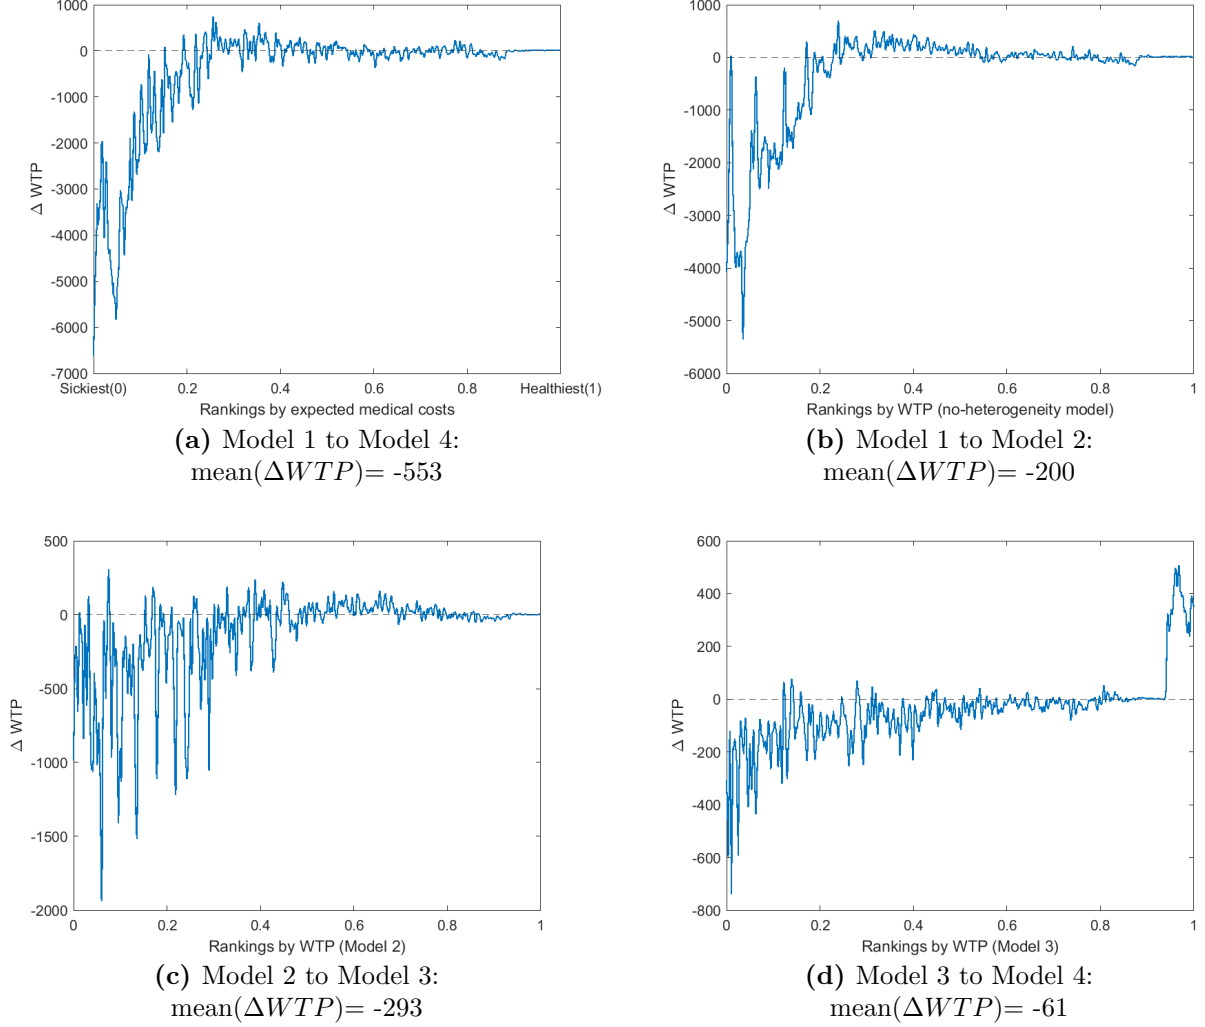 1000
0
-1000
-2000
-3000
-4000
-5000
-6000
-7000
Δ WTP
Sickest(0) 0.2 0.4 0.6 0.8 Healthiest(1)
Rankings by expected medical costs
(a) Model 1 to Model 4:
mean(ΔWTP)= -553
1000
0
-1000
-2000
-3000
-4000
-5000
-6000
Δ WTP
0 0.2 0.4 0.6 0.8 1
Rankings by WTP (no-heterogeneity model)
(b) Model 1 to Model 2:
mean(ΔWTP)= -200
500
0
-500
-1000
-1500
-2000
Δ WTP
0 0.2 0.4 0.6 0.8 1
Rankings by WTP (Model 2)
(c) Model 2 to Model 3:
mean(ΔWTP)= -293
600
400
200
0
-200
-400
-600
-800
Δ WTP
0 0.2 0.4 0.6 0.8 1
Rankings by WTP (Model 3)
(d) Model 3 to Model 4:
mean(ΔWTP)= -61